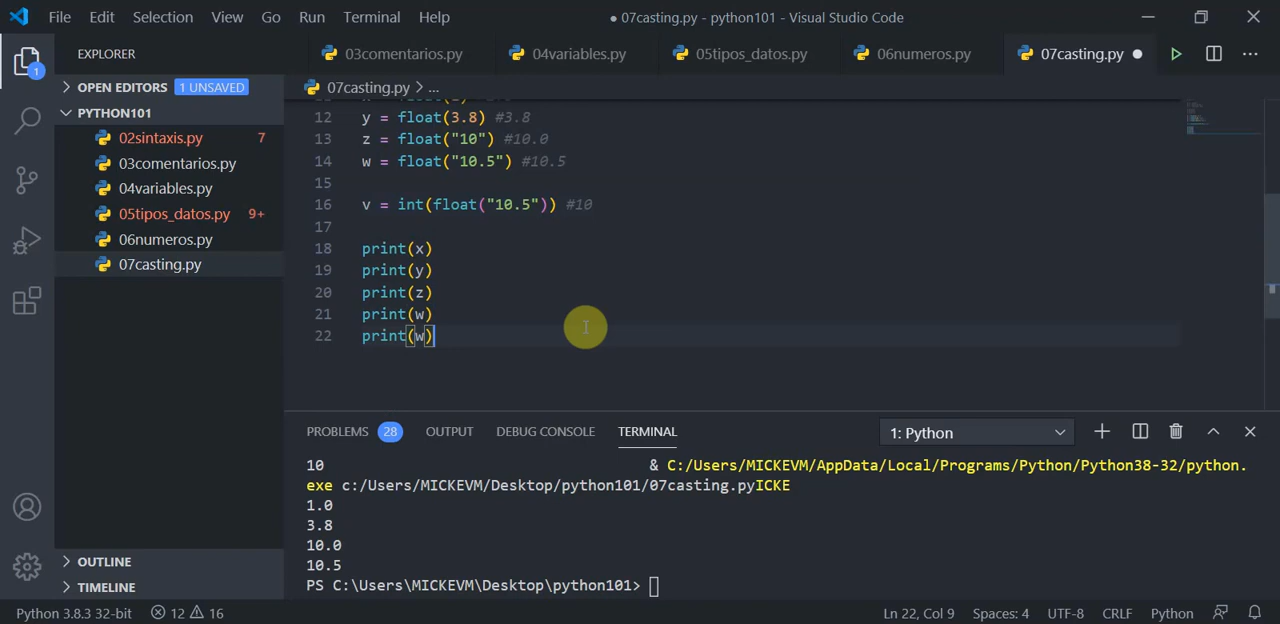 File Edit Selection View Go Run Terminal Help ● 07casting.py - python101 - Visual Studio Code
EXPLORER
03comentarios.py 04variables.py 05tipos_datos.py 06numeros.py 07casting.py
OPEN EDITORS 1 UNSAVED
07casting.py > ...
PYTHON101
02sintaxis.py 7
03comentarios.py
04variables.py
05tipos_datos.py 9+
06numeros.py
07casting.py
1
12 y = float(3.8) #3.8
13 z = float("10") #10.0
14 w = float("10.5") #10.5
15
16 v = int(float("10.5")) #10
17
18 print(x)
19 print(y)
20 print(z)
21 print(w)
22 print(w)
PROBLEMS 28 OUTPUT DEBUG CONSOLE TERMINAL 1: Python
10 & C:/Users/MICKEVM/AppData/Local/Programs/Python/Python38-32/python.
exe c:/Users/MICKEVM/Desktop/python101/07casting.pyICKE
1.0
3.8
10.0
10.5
PS C:\Users\MICKEVM\Desktop\python101>
OUTLINE
TIMELINE
Python 3.8.3 32-bit 12 16 Ln 22, Col 9 Spaces: 4 UTF-8 CRLF Python